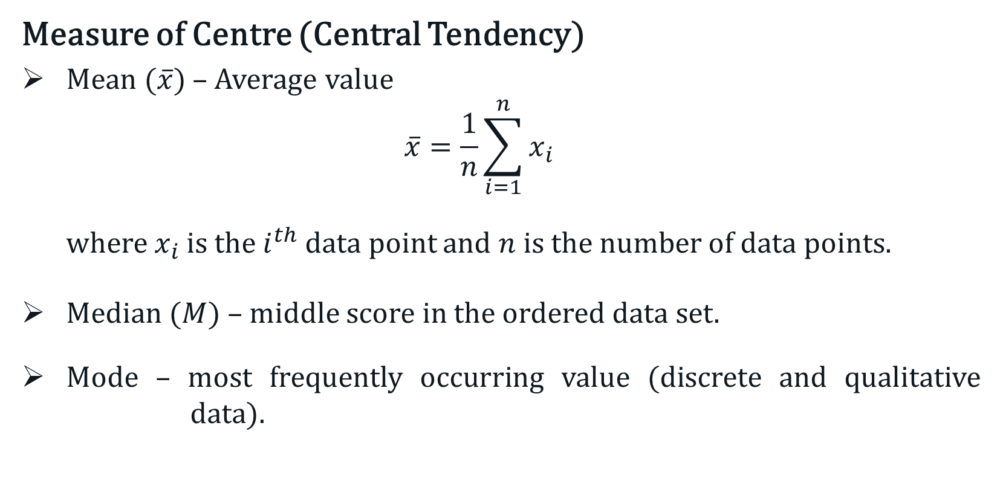 Measure of Centre (Central Tendency)
➢ Mean (x̄) – Average value
x̄ = \frac{1}{n} \sum_{i=1}^{n} x_i
where x_i is the i^{th} data point and n is the number of data points.
➢ Median (M) – middle score in the ordered data set.
➢ Mode – most frequently occurring value (discrete and qualitative
data).